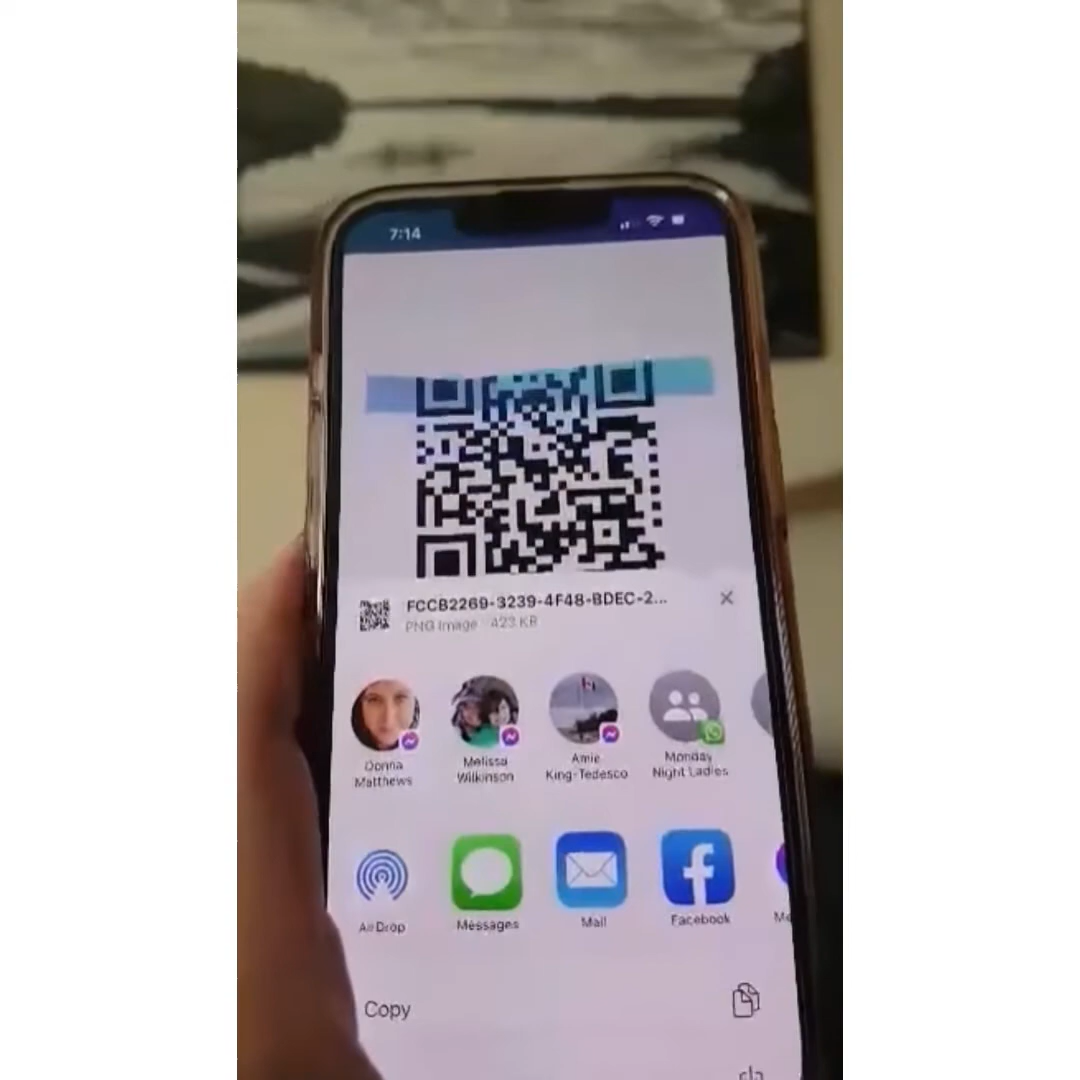 7:14
FCCB2269-3239-4F48-BDEC-2...
PNG Image · 423 KB
Donna
Matthews
Melissa
Wilkinson
Amie
King-Tedesco
Monday
Night Ladies
AirDrop
Messages
Mail
Facebook
Me
Copy